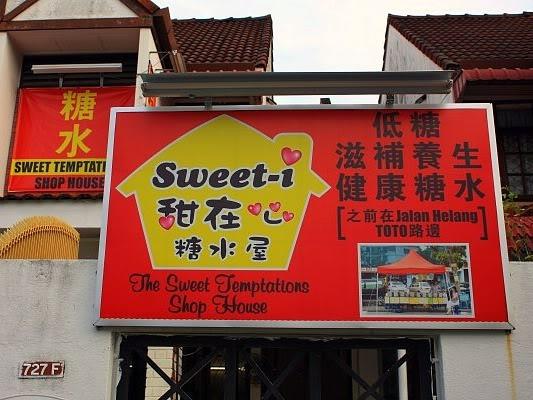 糖
水
SWEET TEMPTATI
SHOP HOUSE
Sweet-i
甜在心
糖水屋
The Sweet Temptations
Shop House
低糖
滋補養生
健康糖水
[之前在Jalan Helang
TOTO路邊]
727 F